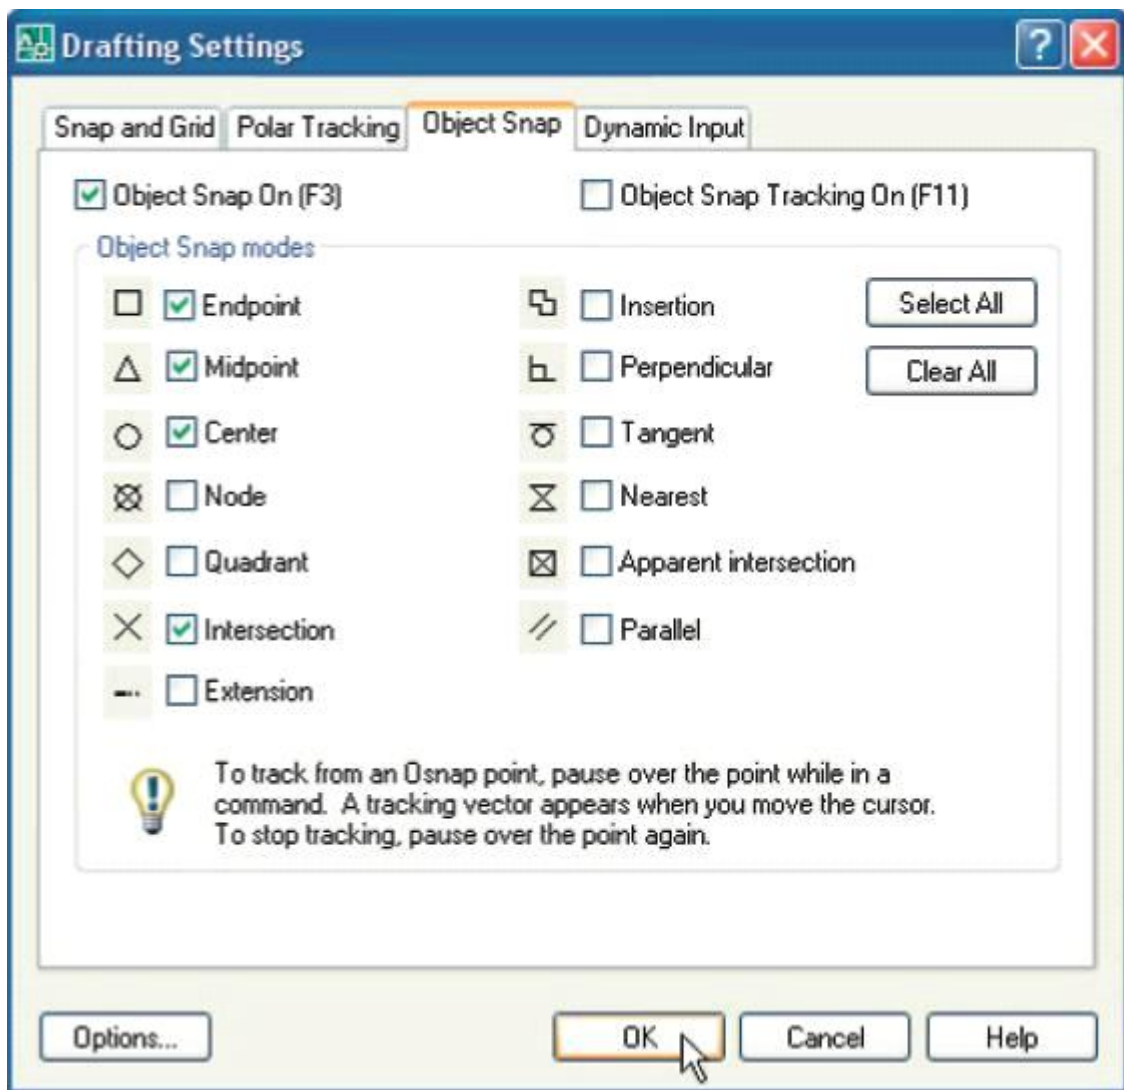 Drafting Settings
Snap and Grid Polar Tracking Object Snap Dynamic Input
Object Snap On (F3) Object Snap Tracking On (F11)
Object Snap modes
Endpoint Insertion Select All
Midpoint Perpendicular Clear All
Center Tangent
Node Nearest
Quadrant Apparent intersection
Intersection Parallel
Extension
To track from an Osnap point, pause over the point while in a
command. A tracking vector appears when you move the cursor.
To stop tracking, pause over the point again.
Options... OK Cancel Help